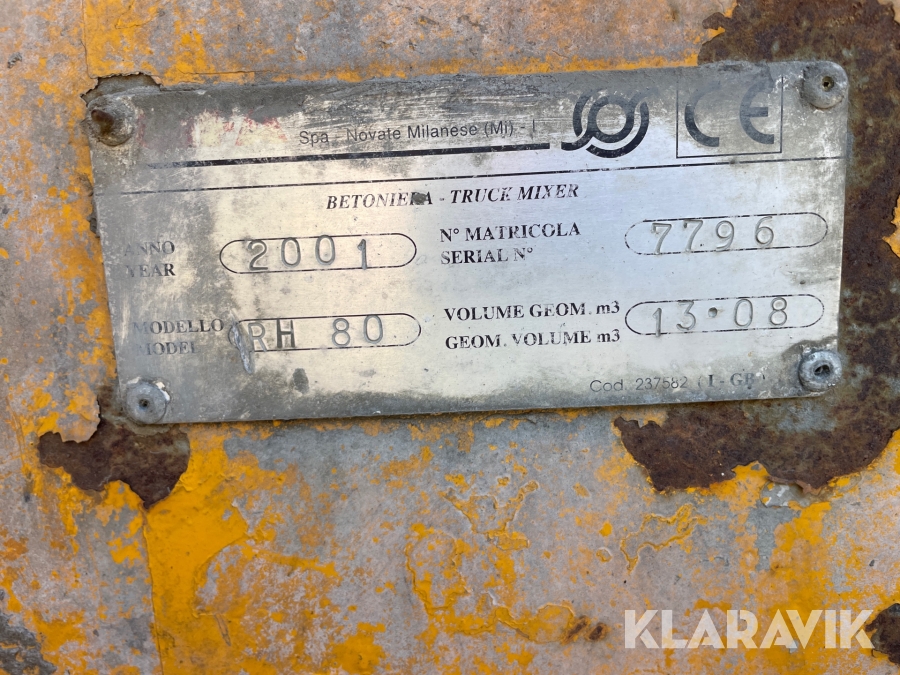 Spa - Novate Milanese (Mi) - I
CE
BETONIERA - TRUCK MIXER
ANNO
YEAR
2001
N° MATRICOLA
SERIAL N°
7796
MODELLO
MODEL
RH 80
VOLUME GEOM. m3
GEOM. VOLUME m3
13·08
Cod. 237582 (I - GB)
KLARAVIK